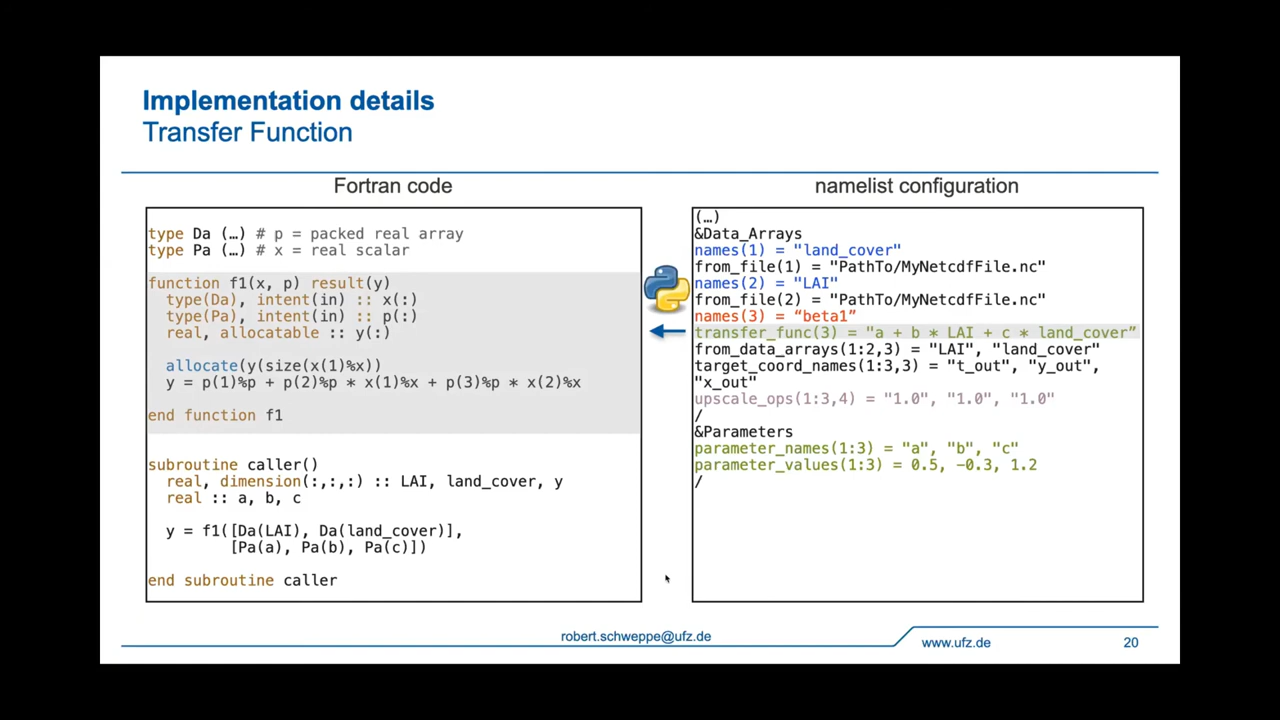 Implementation details
Transfer Function
Fortran code
type Da (…) # p = packed real array
type Pa (…) # x = real scalar
function f1(x, p) result(y)
type(Da), intent(in) :: x(:)
type(Pa), intent(in) :: p(:)
real, allocatable :: y(:)
allocate(y(size(x(1)%x))
y = p(1)%p + p(2)%p * x(1)%x + p(3)%p * x(2)%x
end function f1
subroutine caller()
real, dimension(:,:,:) :: LAI, land_cover, y
real :: a, b, c
y = f1([Da(LAI), Da(land_cover)],
[Pa(a), Pa(b), Pa(c)])
end subroutine caller
namelist configuration
(…)
&Data_Arrays
names(1) = "land_cover"
from_file(1) = "PathTo/MyNetcdfFile.nc"
names(2) = "LAI"
from_file(2) = "PathTo/MyNetcdfFile.nc"
names(3) = “beta1”
transfer_func(3) = "a + b * LAI + c * land_cover”
from_data_arrays(1:2,3) = "LAI", "land_cover"
target_coord_names(1:3,3) = "t_out", "y_out",
"x_out"
upscale_ops(1:3,4) = "1.0", "1.0", "1.0"
/
&Parameters
parameter_names(1:3) = "a", "b", "c"
parameter_values(1:3) = 0.5, -0.3, 1.2
/
robert.schweppe@ufz.de
www.ufz.de
20